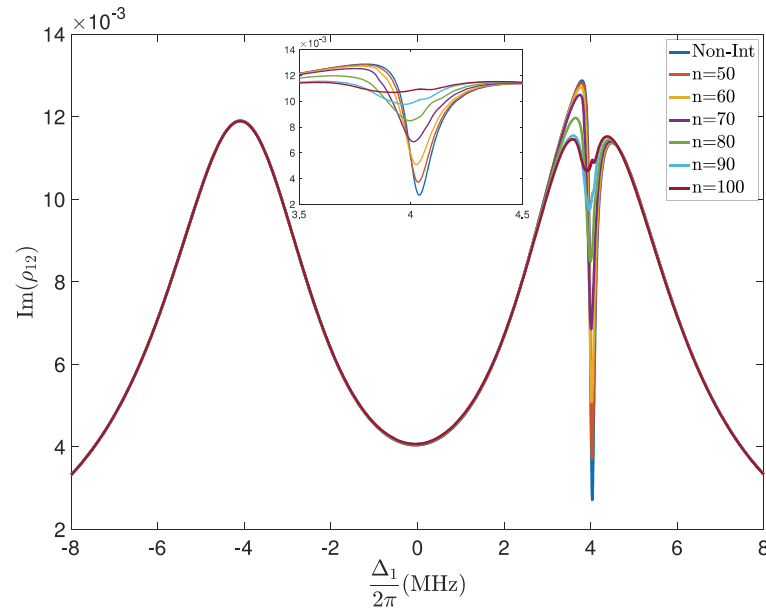 ×10⁻³
14
12
10
8
6
4
2
Im(ρ₁₂)
-8 -6 -4 -2 0 2 4 6 8
Δ₁
2π (MHz)
×10⁻³
14
12
10
8
6
4
2
3.5 4 4.5
Non-Int
n=50
n=60
n=70
n=80
n=90
n=100